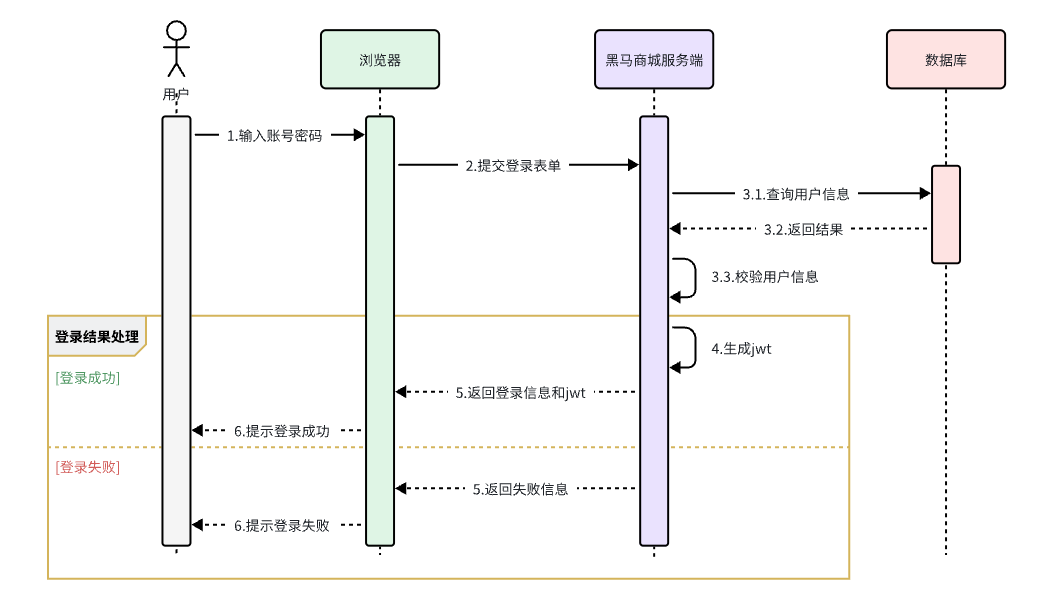 用户
浏览器
黑马商城服务端
数据库
1.输入账号密码
2.提交登录表单
3.1.查询用户信息
3.2.返回结果
3.3.校验用户信息
登录结果处理
4.生成jwt
[登录成功]
5.返回登录信息和jwt
6.提示登录成功
[登录失败]
5.返回失败信息
6.提示登录失败